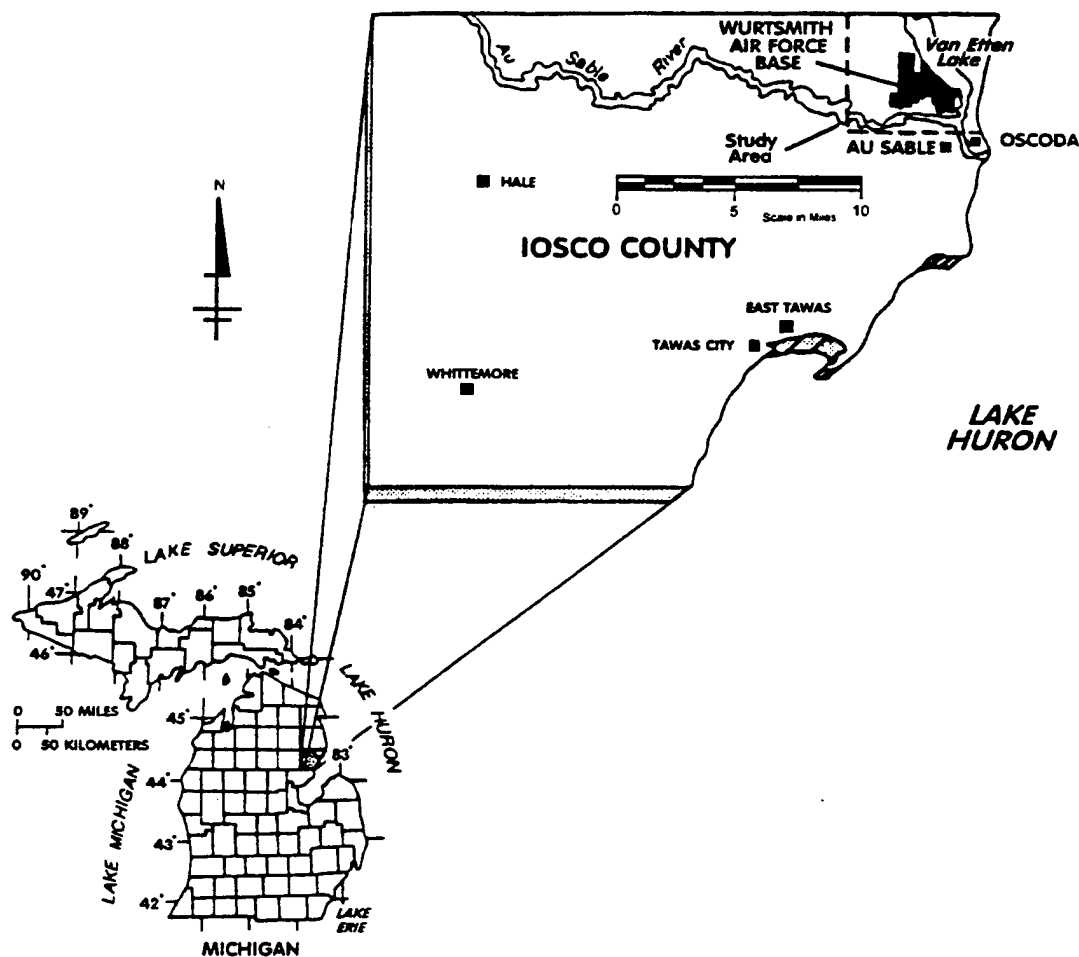 WURTSMITH
AIR FORCE
BASE
Van Etten
Lake
Au Sable River
Study
Area
AU SABLE
OSCODA
HALE
0 5 10
Scale in Miles
N
IOSCO COUNTY
EAST TAWAS
TAWAS CITY
WHITTEMORE
LAKE
HURON
89°
88°
LAKE SUPERIOR
90°
47°
87°
86°
85°
84°
46°
LAKE HURON
0 50 MILES
0 50 KILOMETERS
45°
83°
44°
LAKE MICHIGAN
43°
42°
LAKE
ERIE
MICHIGAN